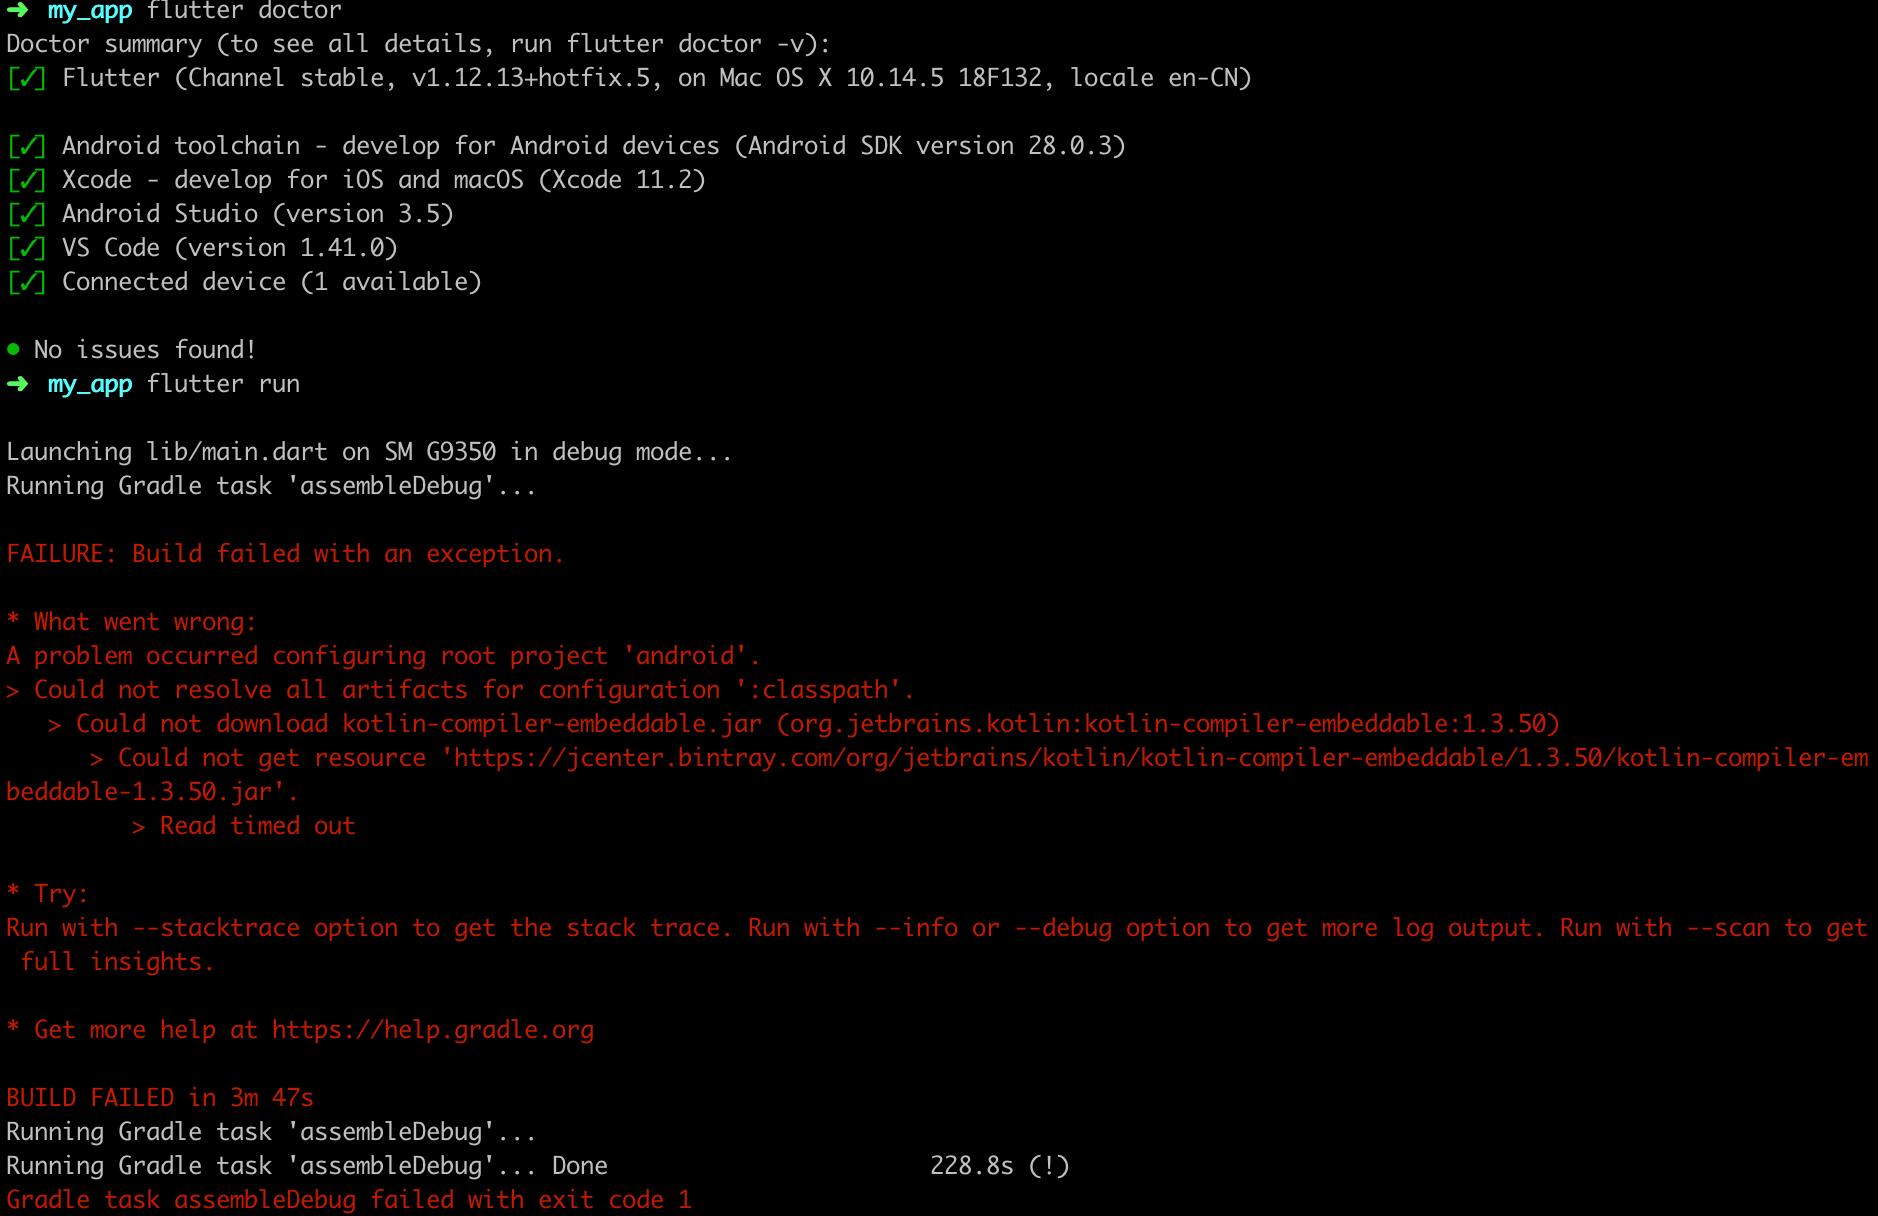 ➜ my_app flutter doctor
Doctor summary (to see all details, run flutter doctor -v):
[✓] Flutter (Channel stable, v1.12.13+hotfix.5, on Mac OS X 10.14.5 18F132, locale en-CN)
[✓] Android toolchain - develop for Android devices (Android SDK version 28.0.3)
[✓] Xcode - develop for iOS and macOS (Xcode 11.2)
[✓] Android Studio (version 3.5)
[✓] VS Code (version 1.41.0)
[✓] Connected device (1 available)
• No issues found!
➜ my_app flutter run
Launching lib/main.dart on SM G9350 in debug mode...
Running Gradle task 'assembleDebug'...
FAILURE: Build failed with an exception.
* What went wrong:
A problem occurred configuring root project 'android'.
> Could not resolve all artifacts for configuration ':classpath'.
> Could not download kotlin-compiler-embeddable.jar (org.jetbrains.kotlin:kotlin-compiler-embeddable:1.3.50)
> Could not get resource 'https://jcenter.bintray.com/org/jetbrains/kotlin/kotlin-compiler-embeddable/1.3.50/kotlin-compiler-em
beddable-1.3.50.jar'.
> Read timed out
* Try:
Run with --stacktrace option to get the stack trace. Run with --info or --debug option to get more log output. Run with --scan to get
full insights.
* Get more help at https://help.gradle.org
BUILD FAILED in 3m 47s
Running Gradle task 'assembleDebug'...
Running Gradle task 'assembleDebug'... Done 228.8s (!)
Gradle task assembleDebug failed with exit code 1